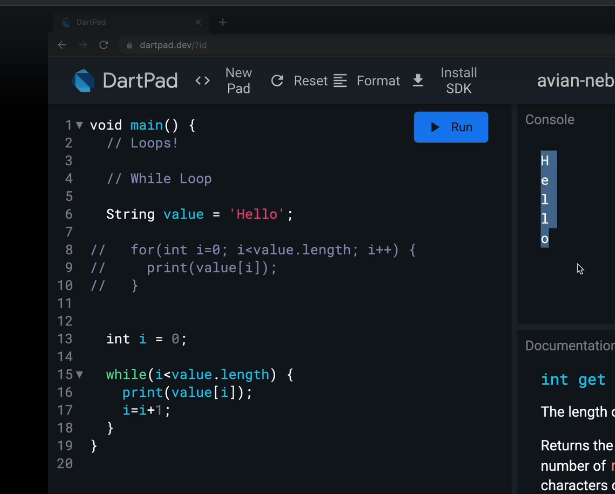 DartPad
dartpad.dev/?id
DartPad <> New Pad Reset Format Install SDK avian-neb
Run
1 void main() {
2 // Loops!
3
4 // While Loop
5
6 String value = 'Hello';
7
8 //   for(int i=0; i<value.length; i++) {
9 //     print(value[i]);
10 //   }
11
12
13 int i = 0;
14
15 while(i<value.length) {
16 print(value[i]);
17 i=i+1;
18 }
19 }
20
Console
H
e
l
l
o
Documentation
int get
The length o
Returns the
number of r
characters o